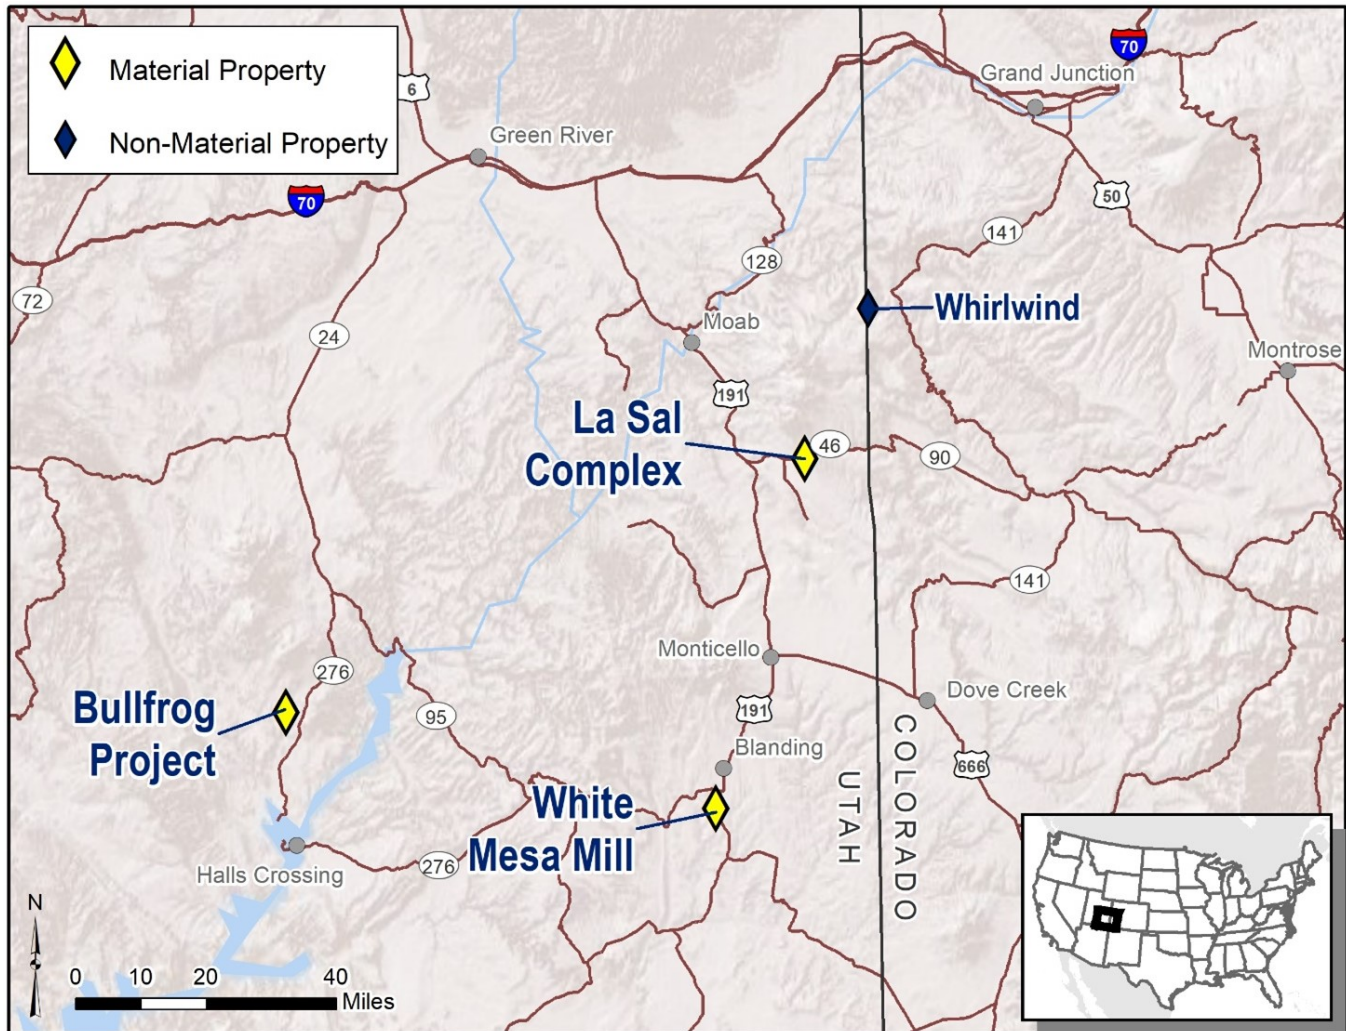 Material Property
Non-Material Property
70
6
Grand Junction
Green River
50
70
141
128
72
Whirlwind
24
Moab
Montrose
191
La Sal
Complex
46
90
141
Monticello
276
Dove Creek
Bullfrog
Project
95
191
Blanding
666
UTAH
COLORADO
White
Mesa Mill
Halls Crossing
276
N
0 10 20 40
Miles